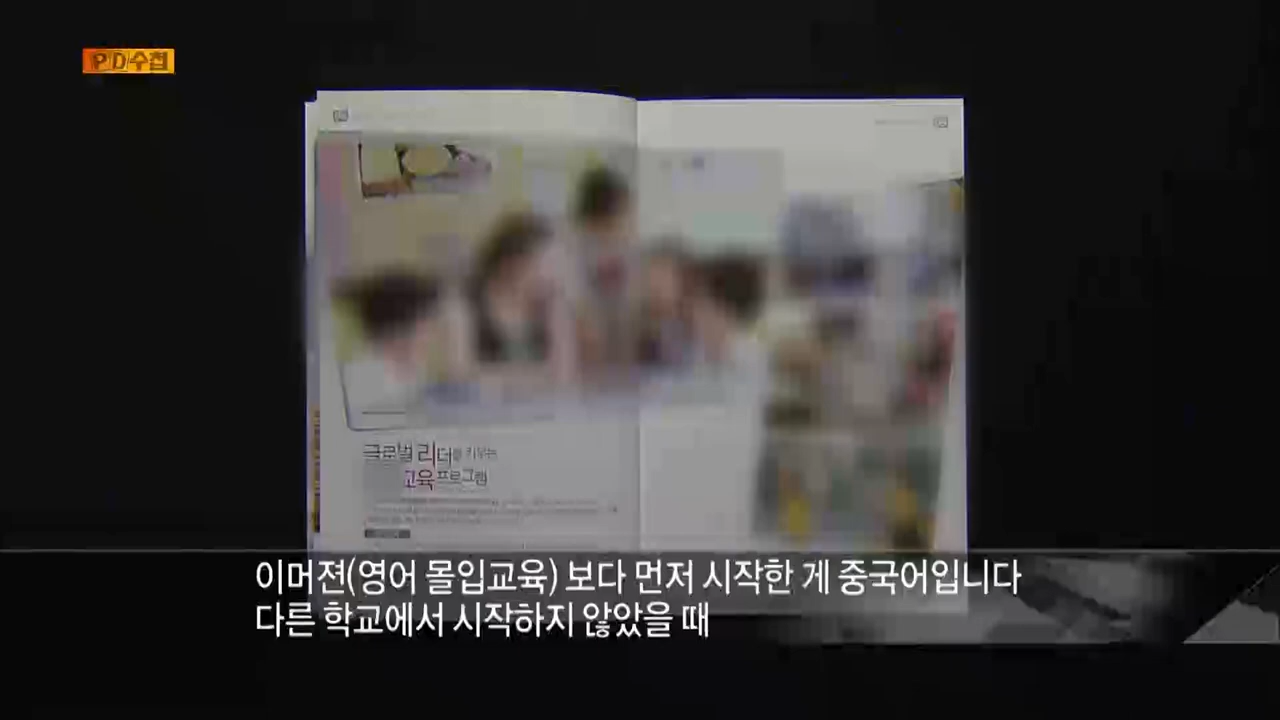 PD수첩
글로벌 리더를 키우는
교육 프로그램
이머젼(영어 몰입교육) 보다 먼저 시작한 게 중국어입니다
다른 학교에서 시작하지 않았을 때